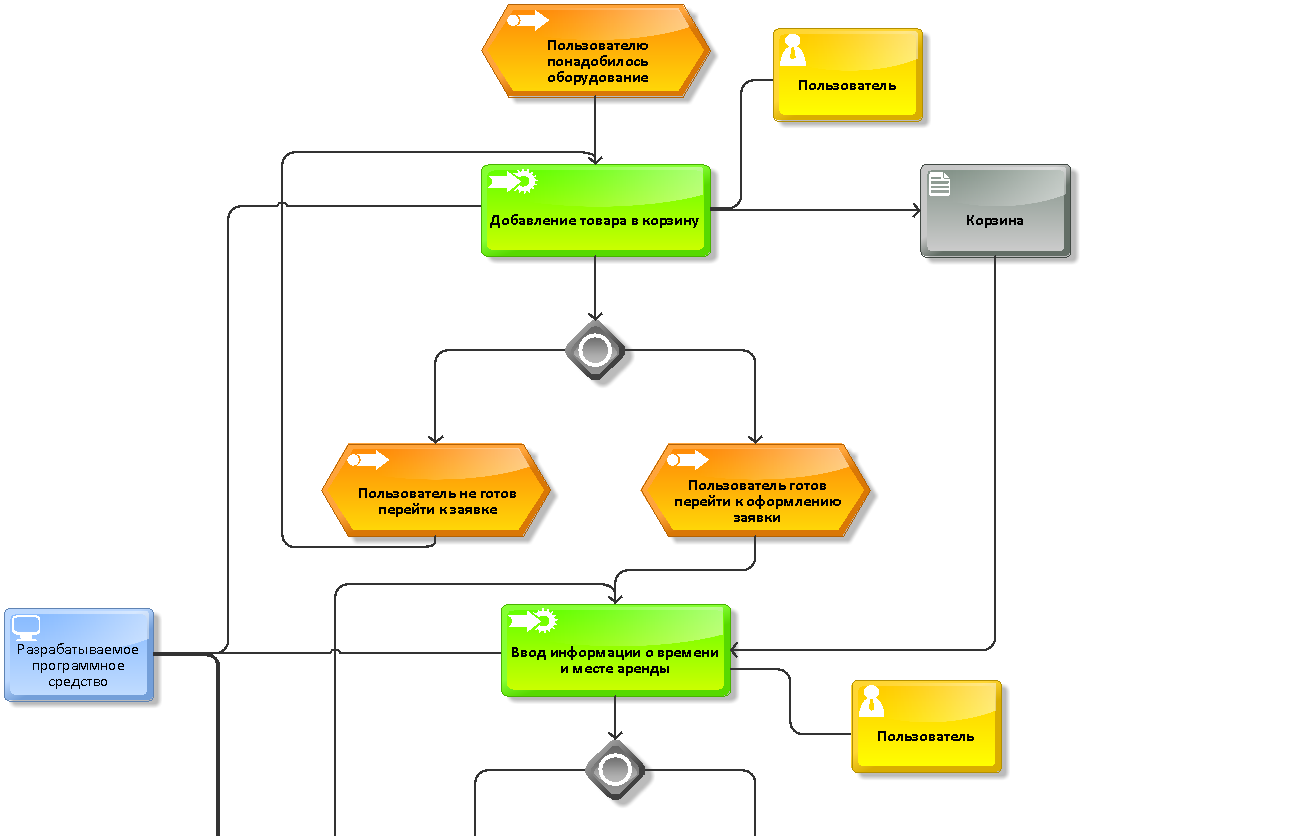 Пользователю
понадобилось
оборудование
Пользователь
Добавление товара в корзину
Корзина
Пользователь не готов
перейти к заявке
Пользователь готов
перейти к оформлению
заявки
Разрабатываемое
программное
средство
Ввод информации о времени
и месте аренды
Пользователь